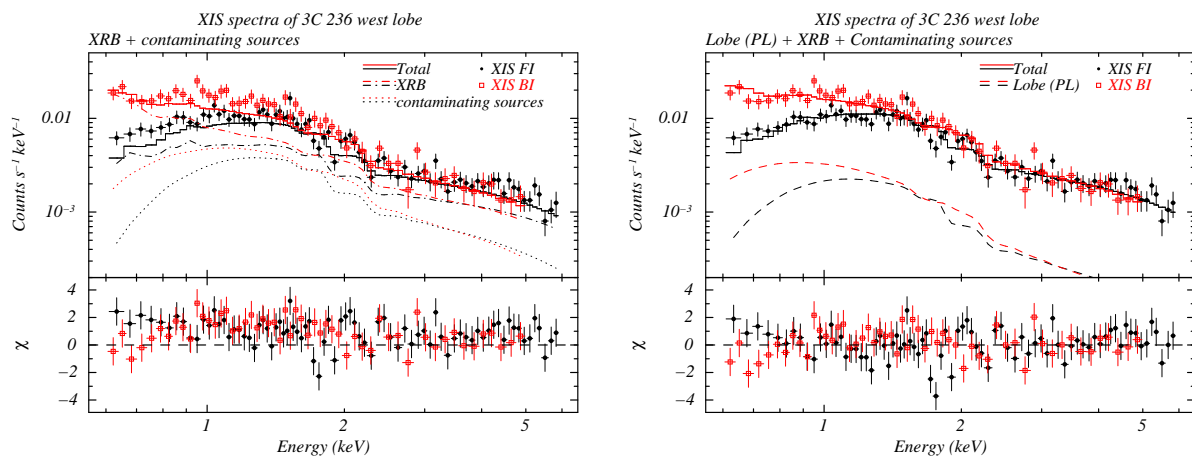 XIS spectra of 3C 236 west lobe
XRB + contaminating sources
Total
XIS FI
XRB
XIS BI
contaminating sources
Counts s⁻¹ keV⁻¹
0.01
10⁻³
χ
4
2
0
−2
−4
1
2
5
Energy (keV)
XIS spectra of 3C 236 west lobe
Lobe (PL) + XRB + Contaminating sources
Total
XIS FI
Lobe (PL)
XIS BI
Counts s⁻¹ keV⁻¹
0.01
10⁻³
χ
4
2
0
−2
−4
1
2
5
Energy (keV)